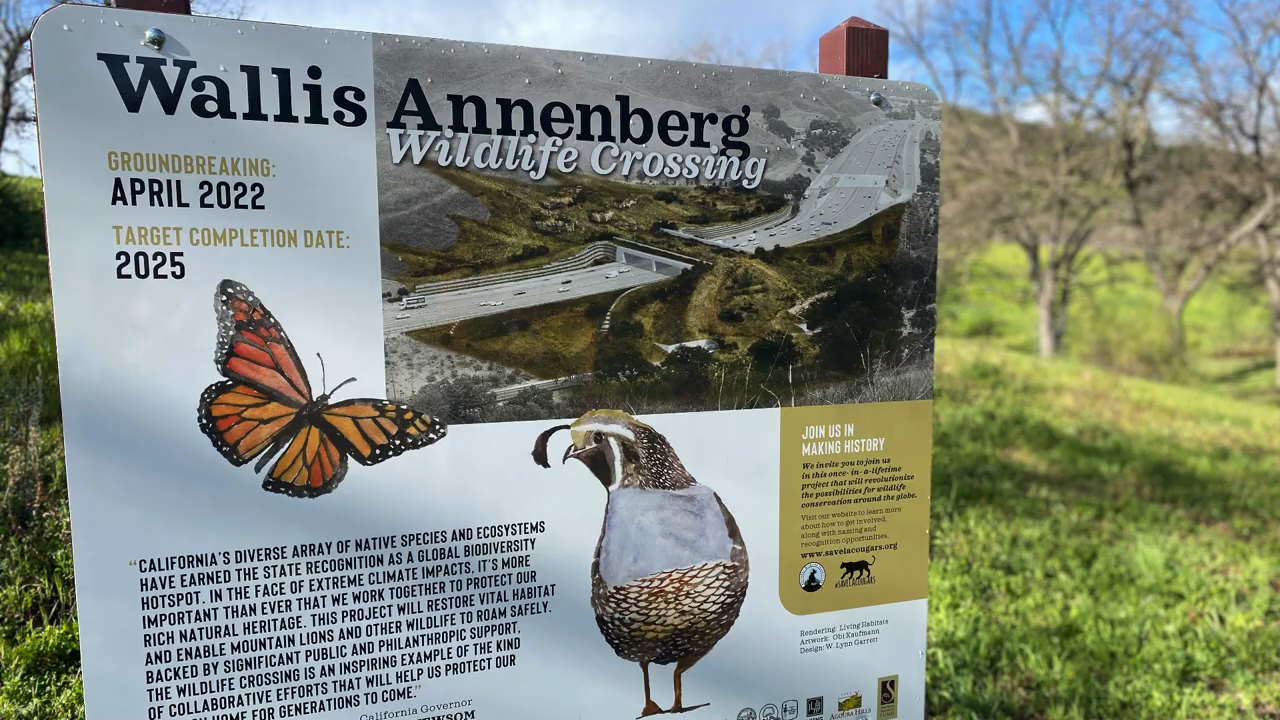 Wallis Annenberg
Wildlife Crossing
GROUNDBREAKING:
APRIL 2022
TARGET COMPLETION DATE:
2025
"CALIFORNIA'S DIVERSE ARRAY OF NATIVE SPECIES AND ECOSYSTEMS
HAVE EARNED THE STATE RECOGNITION AS A GLOBAL BIODIVERSITY
HOTSPOT. IN THE FACE OF EXTREME CLIMATE IMPACTS, IT'S MORE
IMPORTANT THAN EVER THAT WE WORK TOGETHER TO PROTECT OUR
RICH NATURAL HERITAGE. THIS PROJECT WILL RESTORE VITAL HABITAT
AND ENABLE MOUNTAIN LIONS AND OTHER WILDLIFE TO ROAM SAFELY.
BACKED BY SIGNIFICANT PUBLIC AND PHILANTHROPIC SUPPORT,
THE WILDLIFE CROSSING IS AN INSPIRING EXAMPLE OF THE KIND
OF COLLABORATIVE EFFORTS THAT WILL HELP US PROTECT OUR
HOME FOR GENERATIONS TO COME."
California Governor
JOIN US IN
MAKING HISTORY
We invite you to join us
in this once- in-a-lifetime
project that will revolutionize
the possibilities for wildlife
conservation around the globe.
Visit our website to learn more
about how to get involved,
along with naming and
recognition opportunities.
www.savelacougars.org
#SAVELACOUGARS
Rendering: Living Habitats
Artwork: Obi Kaufmann
Design: W. Lynn Garrett
AGOURA HILLS